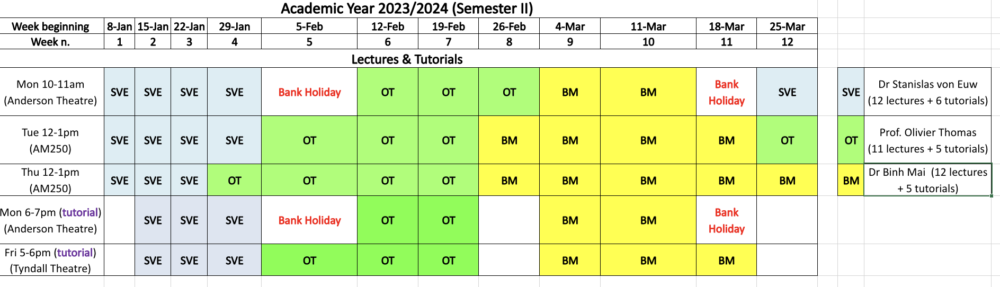 Academic Year 2023/2024 (Semester II)
Week beginning 8-Jan 15-Jan 22-Jan 29-Jan 5-Feb 12-Feb 19-Feb 26-Feb 4-Mar 11-Mar 18-Mar 25-Mar
Week n. 1 2 3 4 5 6 7 8 9 10 11 12
Lectures & Tutorials
Mon 10-11am
(Anderson Theatre)
SVE SVE SVE SVE Bank Holiday OT OT OT BM BM Bank
Holiday
SVE
SVE Dr Stanislas von Euw
(12 lectures + 6 tutorials)
Tue 12-1pm
(AM250)
SVE SVE SVE SVE OT OT OT BM BM BM BM OT
OT Prof. Olivier Thomas
(11 lectures + 5 tutorials)
Thu 12-1pm
(AM250)
SVE SVE SVE OT OT OT OT BM BM BM BM BM
BM Dr Binh Mai (12 lectures
+ 5 tutorials)
Mon 6-7pm (tutorial)
(Anderson Theatre)
SVE SVE SVE Bank Holiday OT OT BM BM Bank
Holiday
Fri 5-6pm (tutorial)
(Tyndall Theatre)
SVE SVE SVE OT OT OT BM BM BM